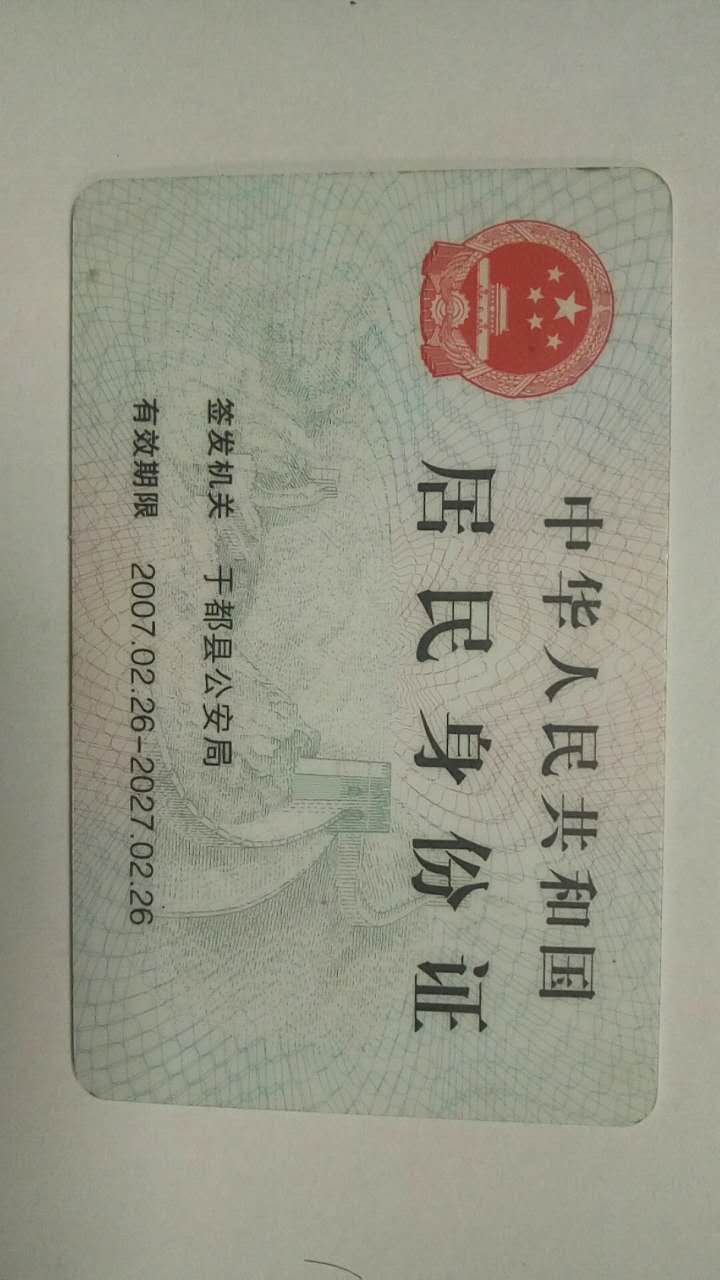 中华人民共和国
居民身份证
签发机关 于都县公安局
有效期限 2007.02.26-2027.02.26